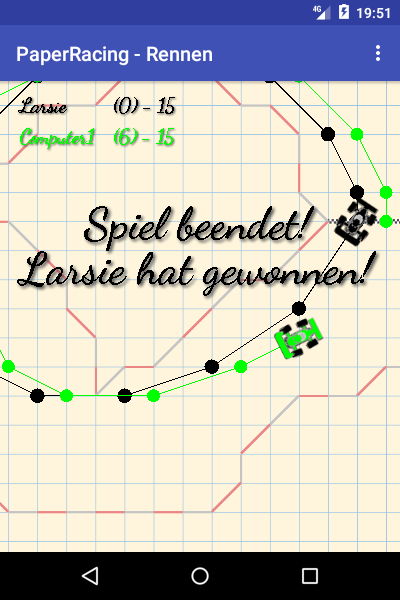 4G 19:51
PaperRacing - Rennen
Larsie (0) - 15
Computer1 (6) - 15
Spiel beendet!
Larsie hat gewonnen!